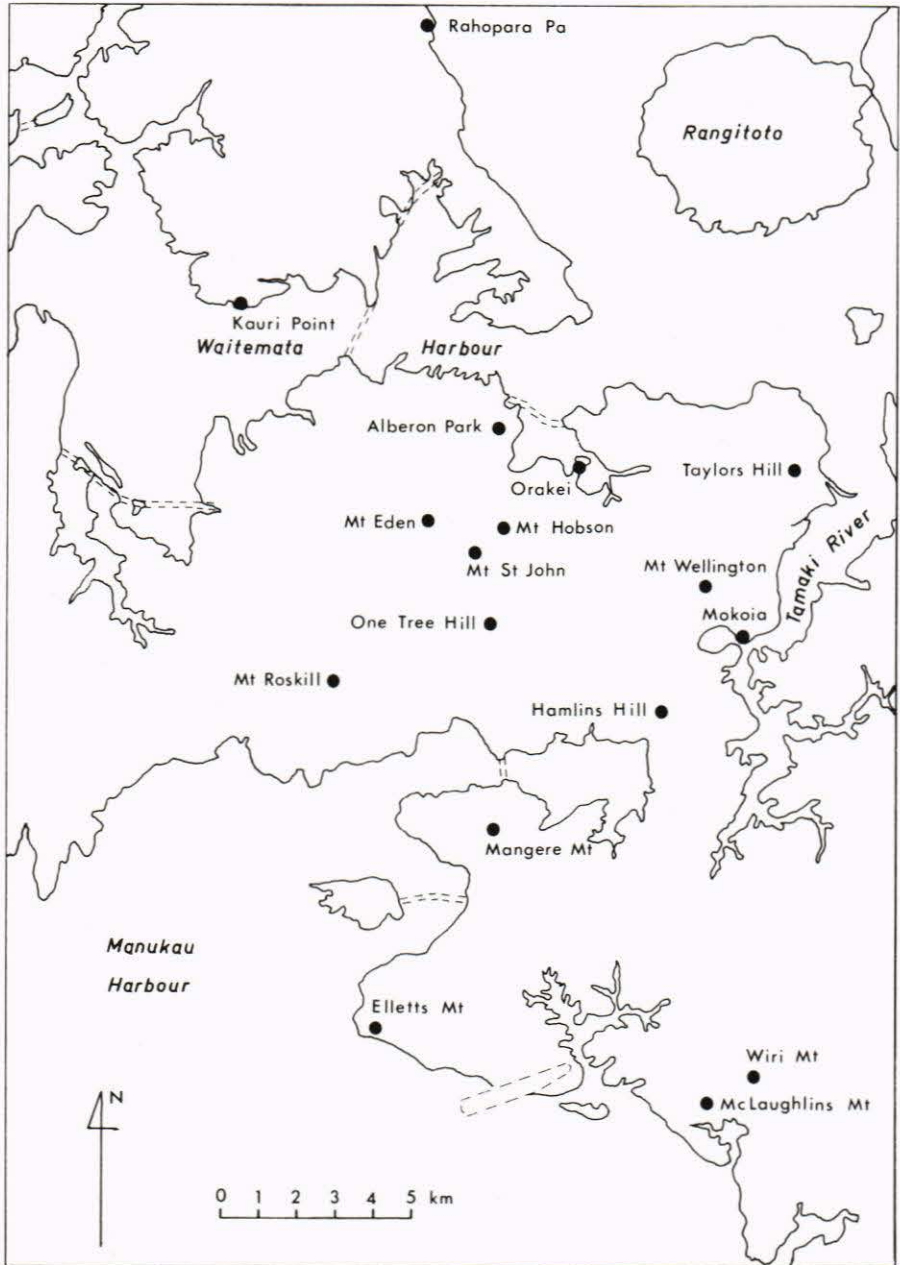 Rahopara Pa
Rangitoto
Kauri Point
Waitemata Harbour
Alberon Park
Orakei
Taylors Hill
Mt Eden
Mt Hobson
Mt St John
Mt Wellington
Tamaki River
Mokoia
One Tree Hill
Mt Roskill
Hamlins Hill
Mangere Mt
Manukau
Harbour
Elletts Mt
Wiri Mt
McLaughlins Mt
N
0 1 2 3 4 5 km